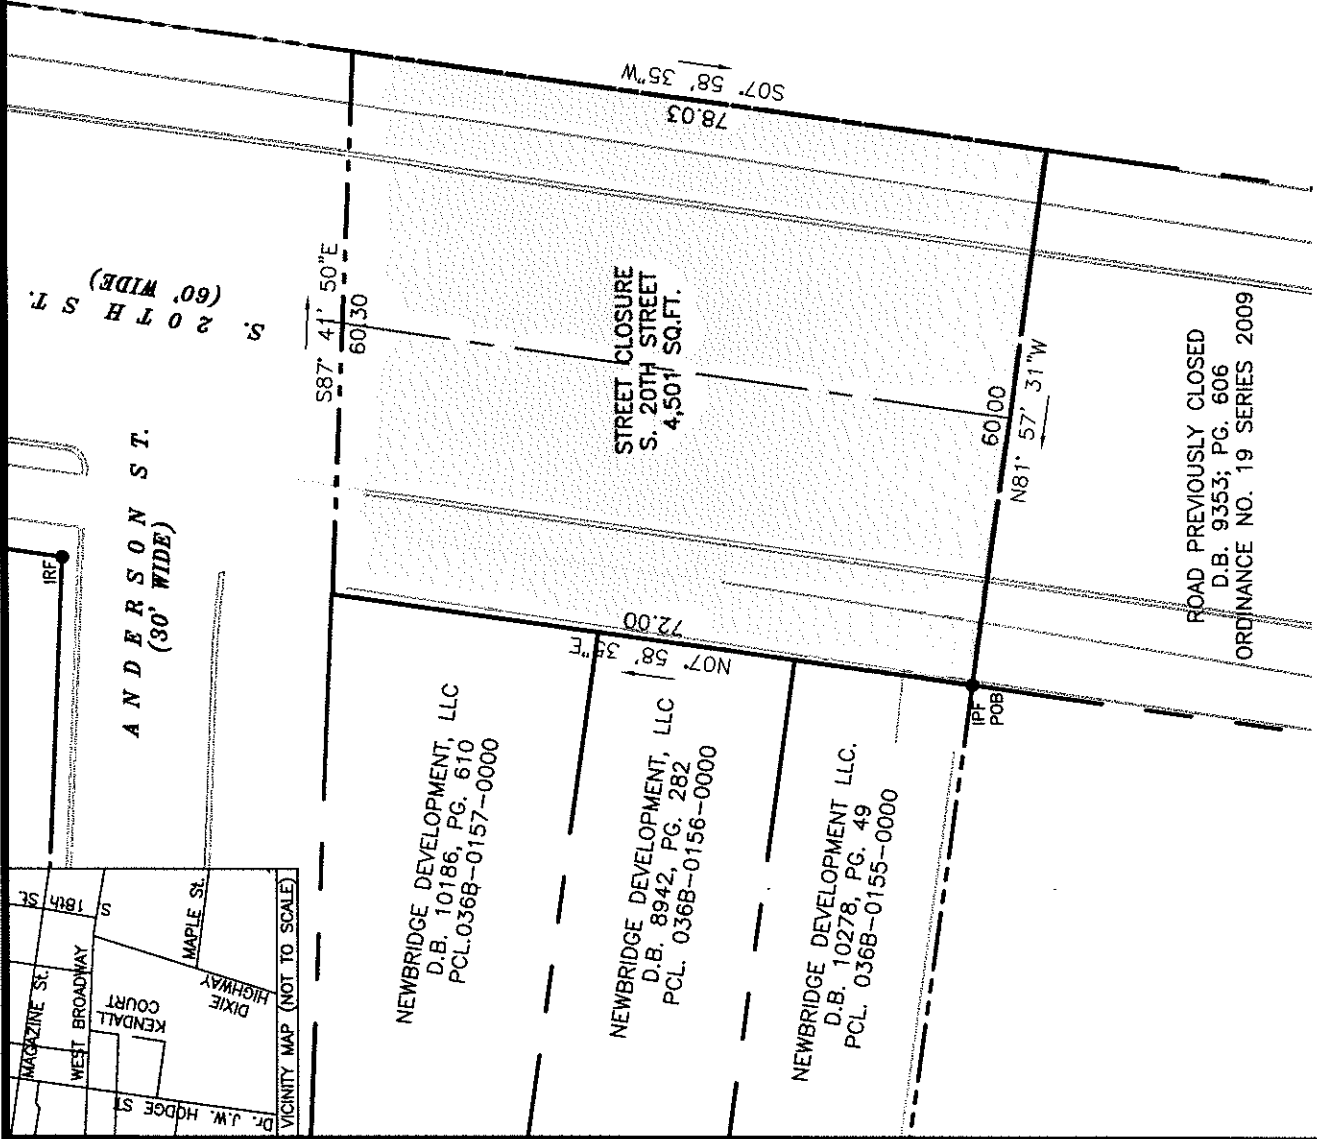 S. 20TH ST.
(60' WIDE)
ANDERSON ST.
(30' WIDE)
IRF
S87° 41' 50"E
60.30
S07° 58' 35"W
78.03
STREET CLOSURE
S. 20TH STREET
4,501 SQ.FT.
N07° 58' 35"E
72.00
60.00
N81° 57' 31"W
IPF
POB
ROAD PREVIOUSLY CLOSED
D.B. 9353; PG. 606
ORDINANCE NO. 19 SERIES 2009
NEWBRIDGE DEVELOPMENT, LLC
D.B. 10186, PG. 610
PCL.036B-0157-0000
NEWBRIDGE DEVELOPMENT, LLC
D.B. 8942, PG. 282
PCL. 036B-0156-0000
NEWBRIDGE DEVELOPMENT LLC.
D.B. 10278, PG. 49
PCL. 036B-0155-0000
MAGAZINE St.
WEST BROADWAY
S 18th St
MAPLE St.
DIXIE
HIGHWAY
KENDALL
COURT
Dr. J.W. HODGE ST
VICINITY MAP (NOT TO SCALE)